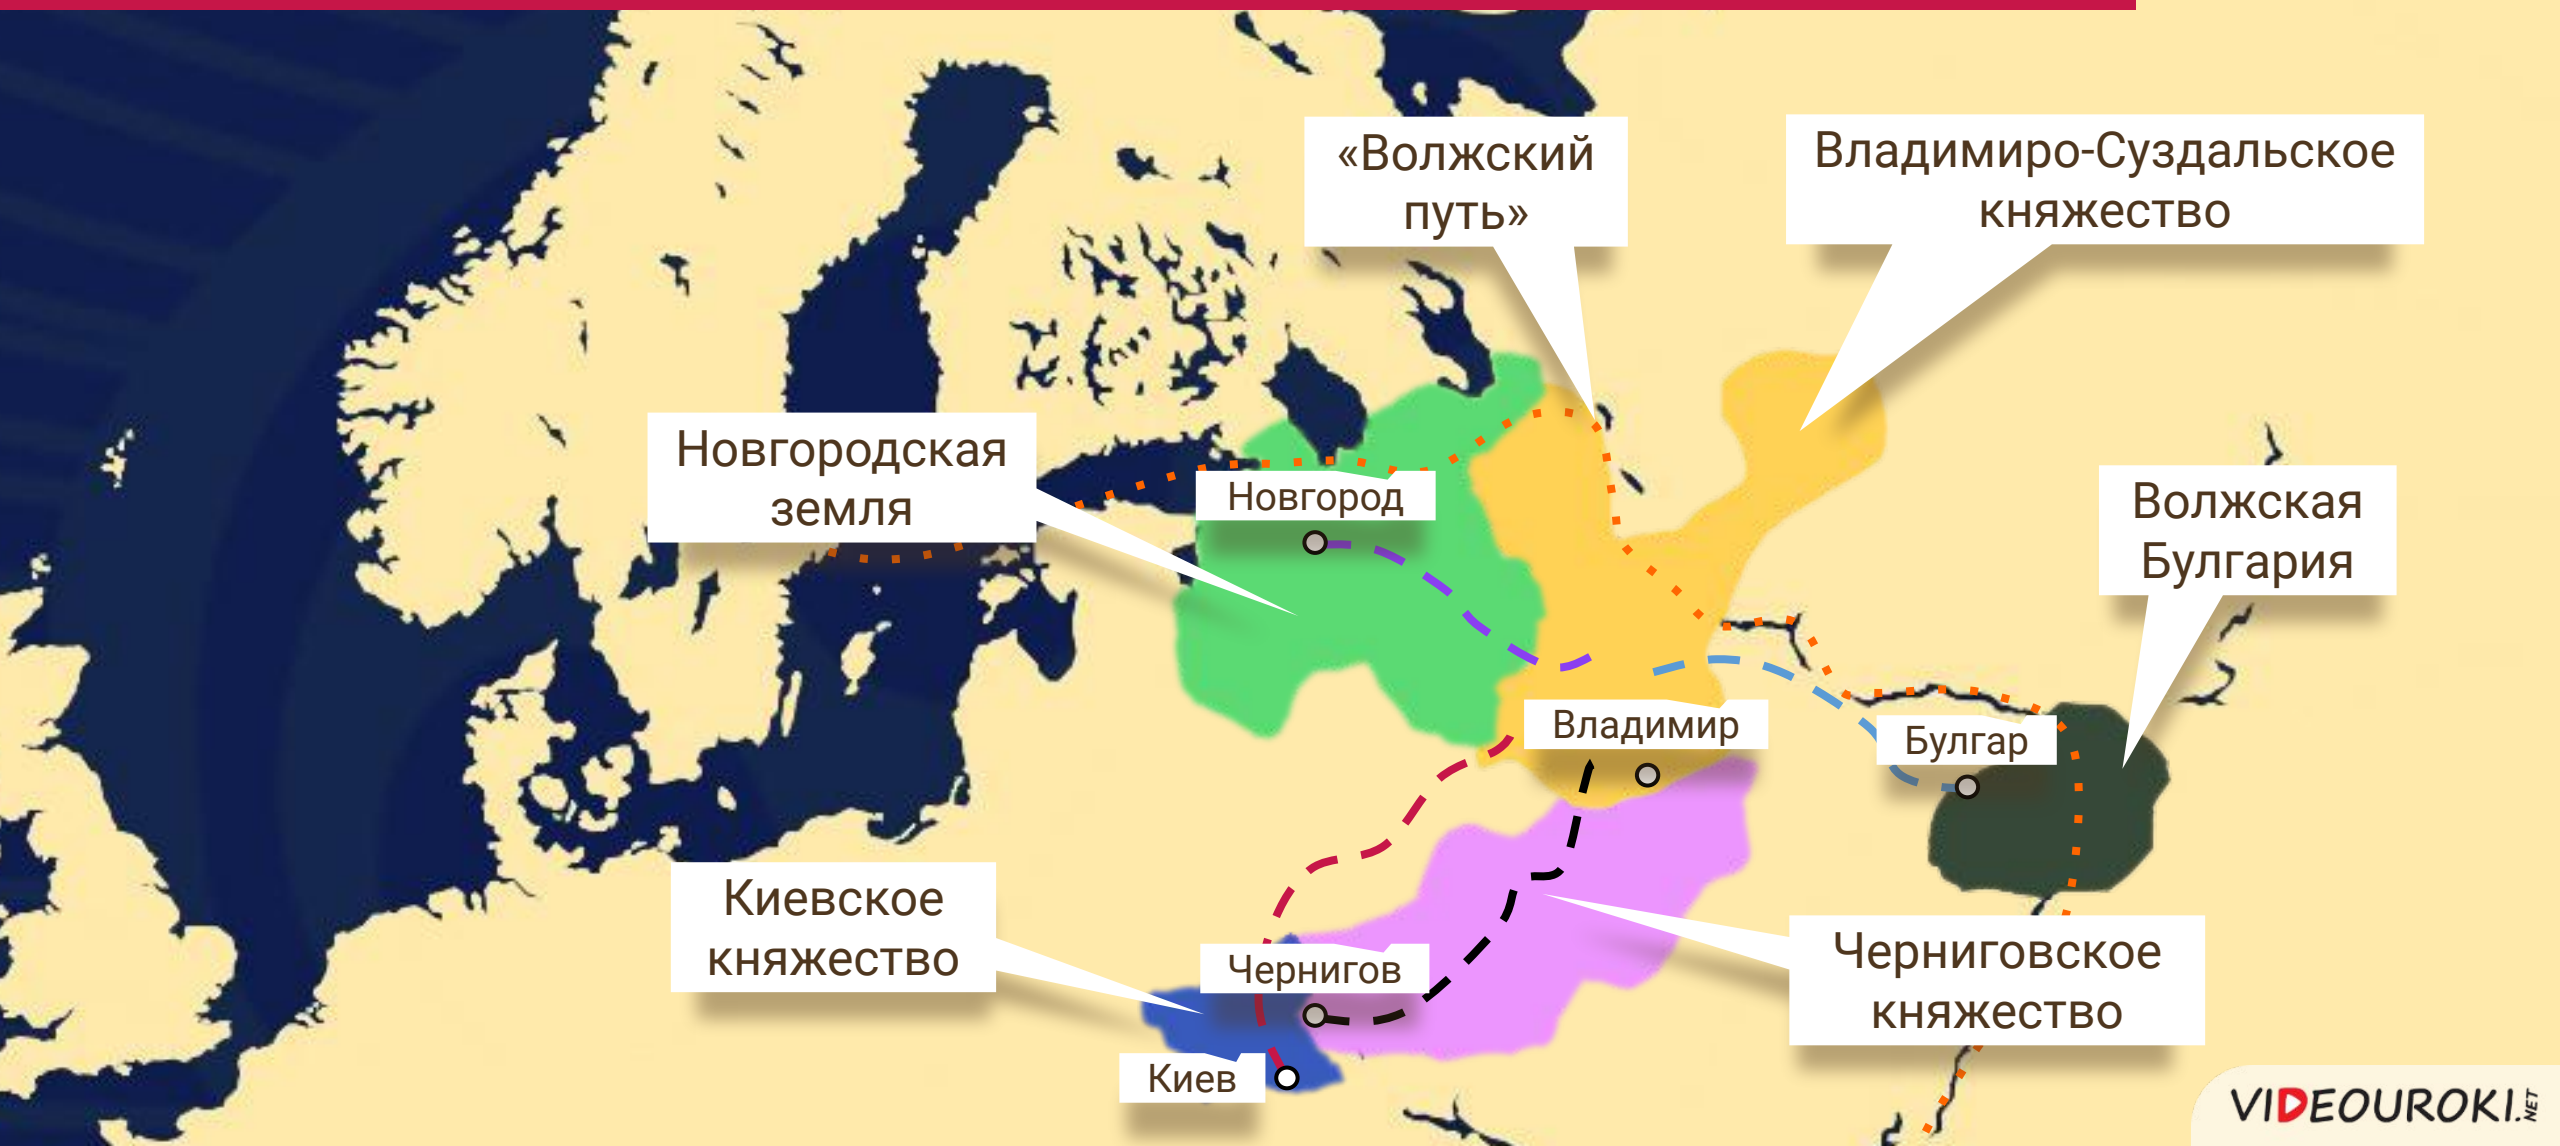 «Волжский
путь»
Владимиро-Суздальское
княжество
Новгородская
земля
Новгород
Волжская
Булгария
Владимир
Булгар
Киевское
княжество
Чернигов
Черниговское
княжество
Киев
VIDEOUROKI.NET